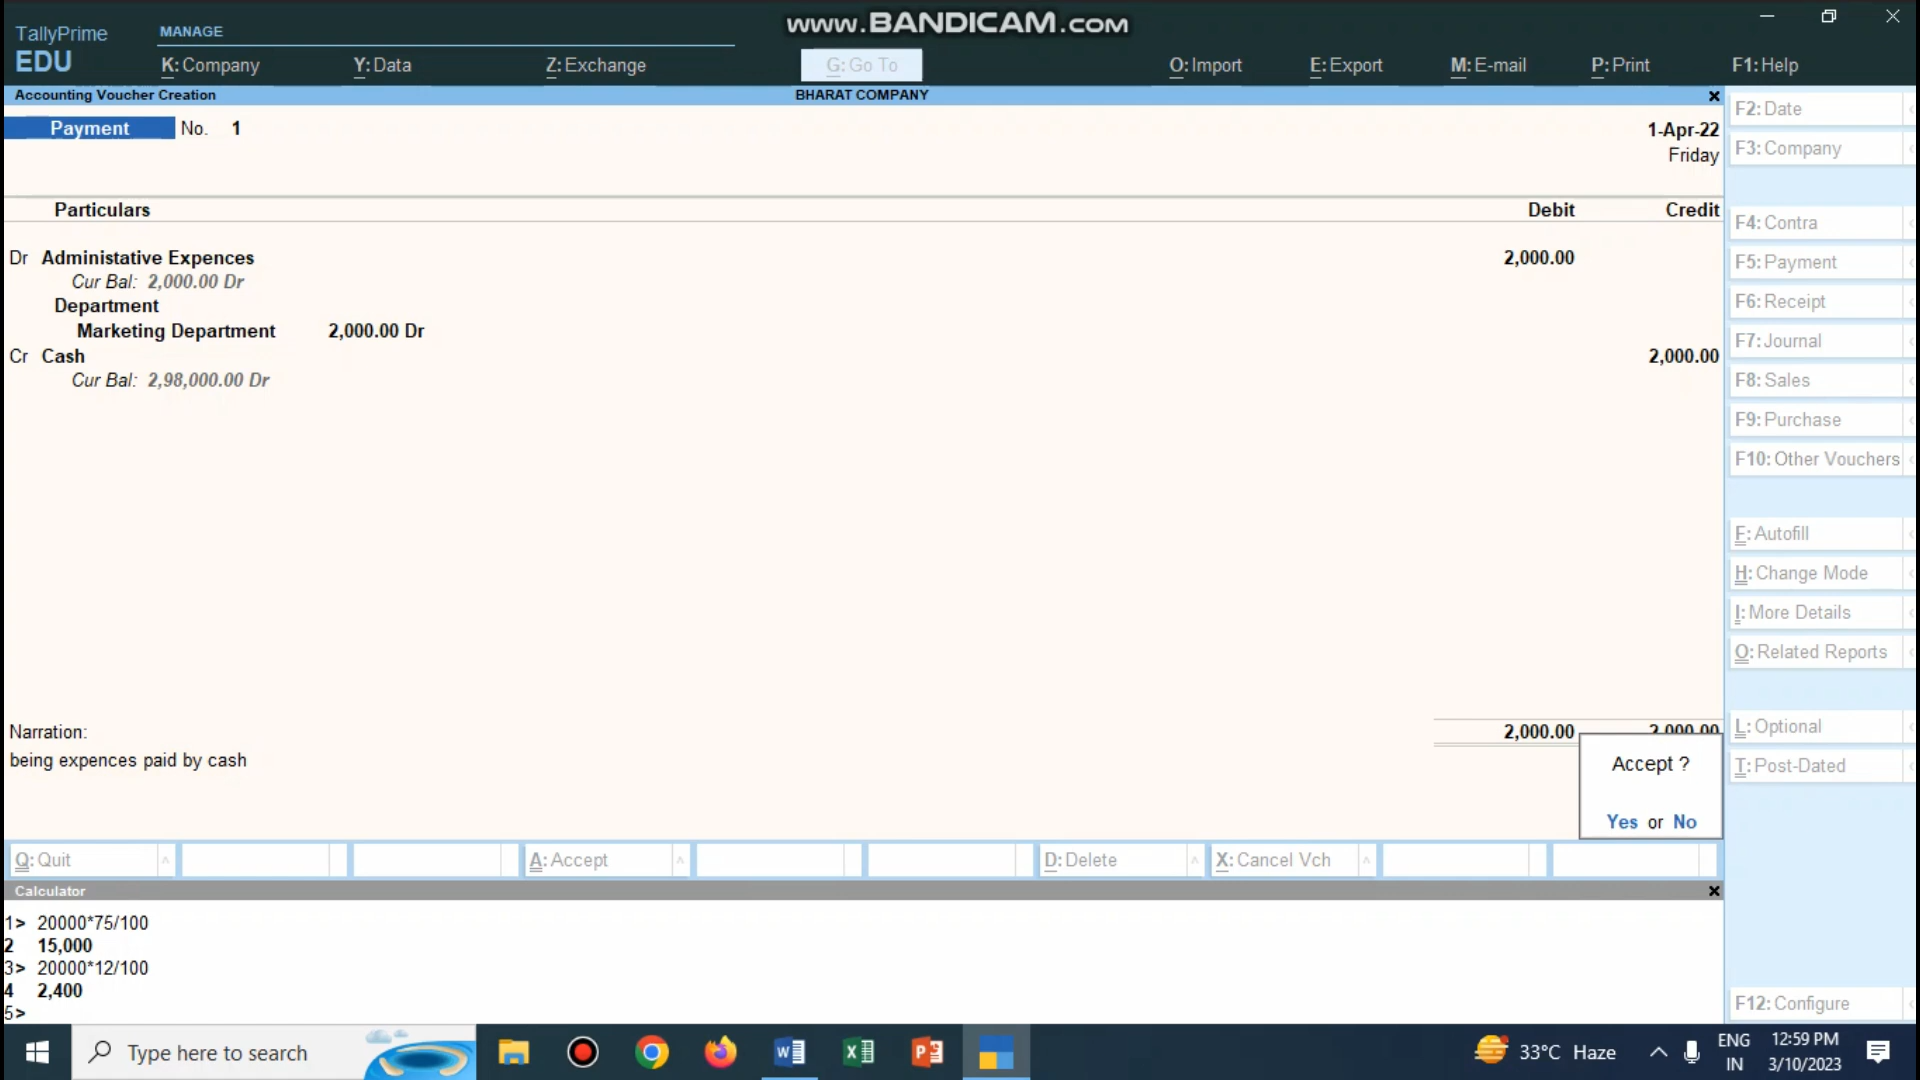 www.BANDICAM.com
TallyPrime
EDU
MANAGE
K: Company
Y: Data
Z: Exchange
G: Go To
O: Import
E: Export
M: E-mail
P: Print
F1: Help
Accounting Voucher Creation
BHARAT COMPANY
Payment No. 1
1-Apr-22
Friday
Particulars Debit Credit
Dr Administative Expences 2,000.00
Cur Bal: 2,000.00 Dr
Department
Marketing Department 2,000.00 Dr
Cr Cash 2,000.00
Cur Bal: 2,98,000.00 Dr
Narration: 2,000.00 2,000.00
being expences paid by cash
Accept ?
Yes or No
F2: Date
F3: Company
F4: Contra
F5: Payment
F6: Receipt
F7: Journal
F8: Sales
F9: Purchase
F10: Other Vouchers
F: Autofill
H: Change Mode
I: More Details
O: Related Reports
L: Optional
T: Post-Dated
F12: Configure
Q: Quit
A: Accept
D: Delete
X: Cancel Vch
Calculator
1> 20000*75/100
2 15,000
3> 20000*12/100
4 2,400
5>
Type here to search
33°C Haze
ENG
IN
12:59 PM
3/10/2023